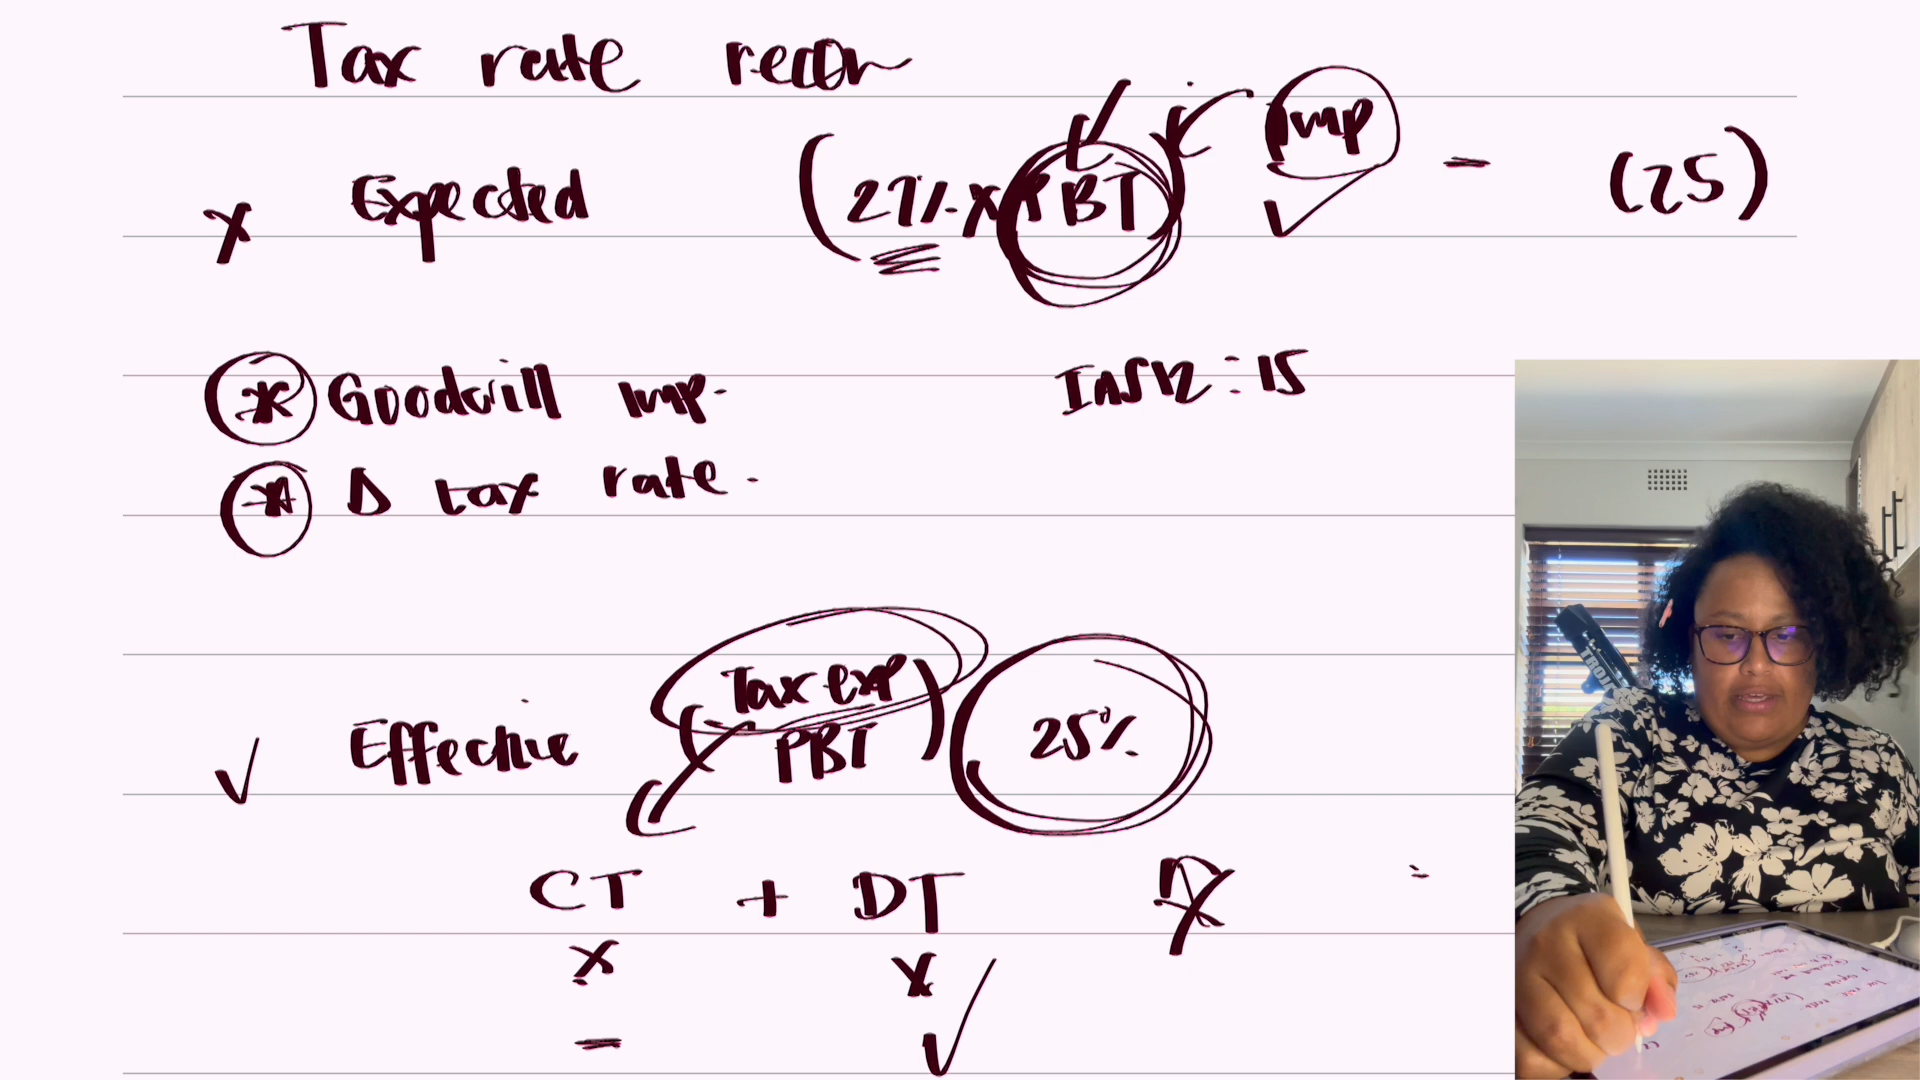 Tax rate recon
x Expected (27% x PBT) Imp - (25)
* Goodwill Imp. IAS12:15
* Δ tax rate.
✓ Effective (Tax exp / PBT) 25%
CT + DT =
x x
- ✓